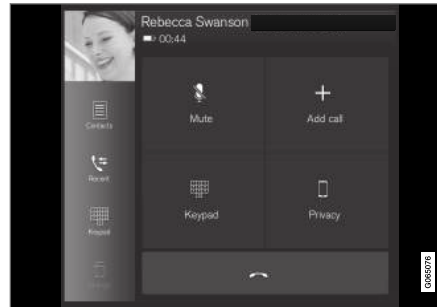 Rebecca Swanson
00:44
Mute
Add call
Contacts
Recent
Keypad
Privacy
Keypad
G065076